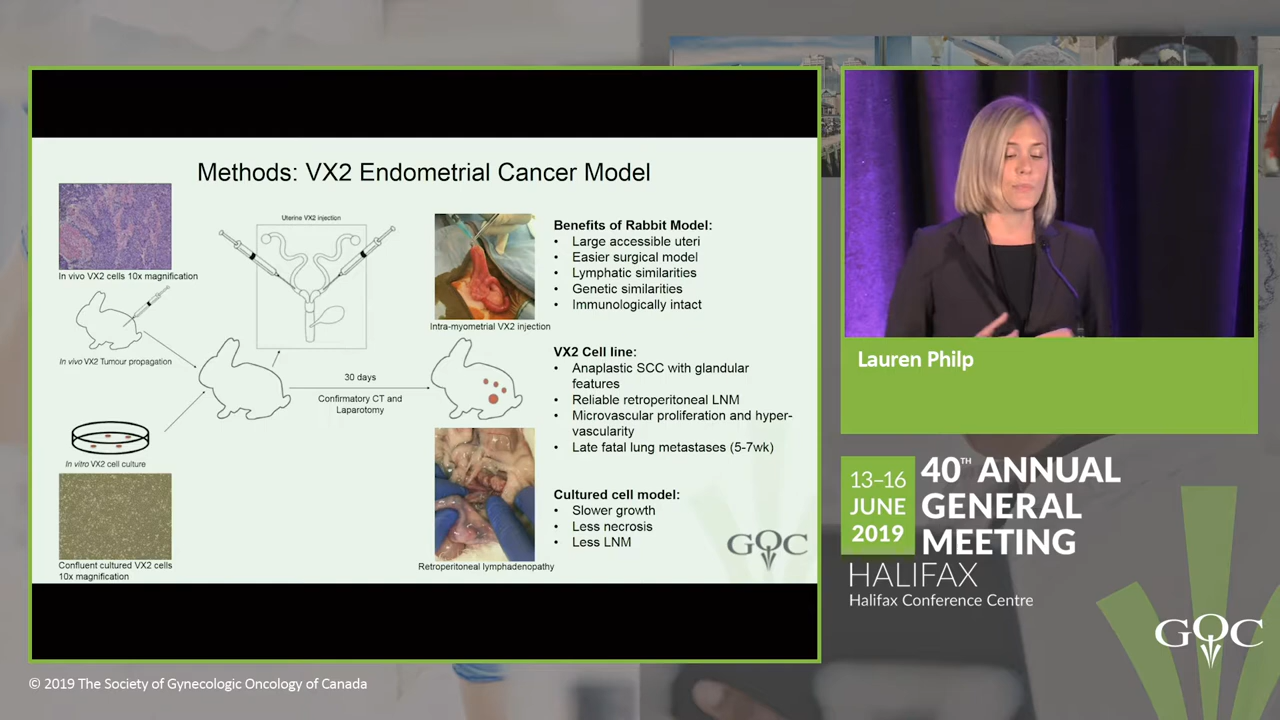 Methods: VX2 Endometrial Cancer Model
In vivo VX2 cells 10x magnification
In vivo VX2 Tumour propagation
In vitro VX2 cell culture
Confluent cultured VX2 cells
10x magnification
Uterine VX2 injection
30 days
Confirmatory CT and
Laparotomy
Intra-myometrial VX2 injection
Retroperitoneal lymphadenopathy
Benefits of Rabbit Model:
• Large accessible uteri
• Easier surgical model
• Lymphatic similarities
• Genetic similarities
• Immunologically intact
VX2 Cell line:
• Anaplastic SCC with glandular
features
• Reliable retroperitoneal LNM
• Microvascular proliferation and hyper-
vascularity
• Late fatal lung metastases (5-7wk)
Cultured cell model:
• Slower growth
• Less necrosis
• Less LNM
GOC
Lauren Philp
13–16
JUNE
2019
40TH ANNUAL
GENERAL
MEETING
HALIFAX
Halifax Conference Centre
GOC
© 2019 The Society of Gynecologic Oncology of Canada